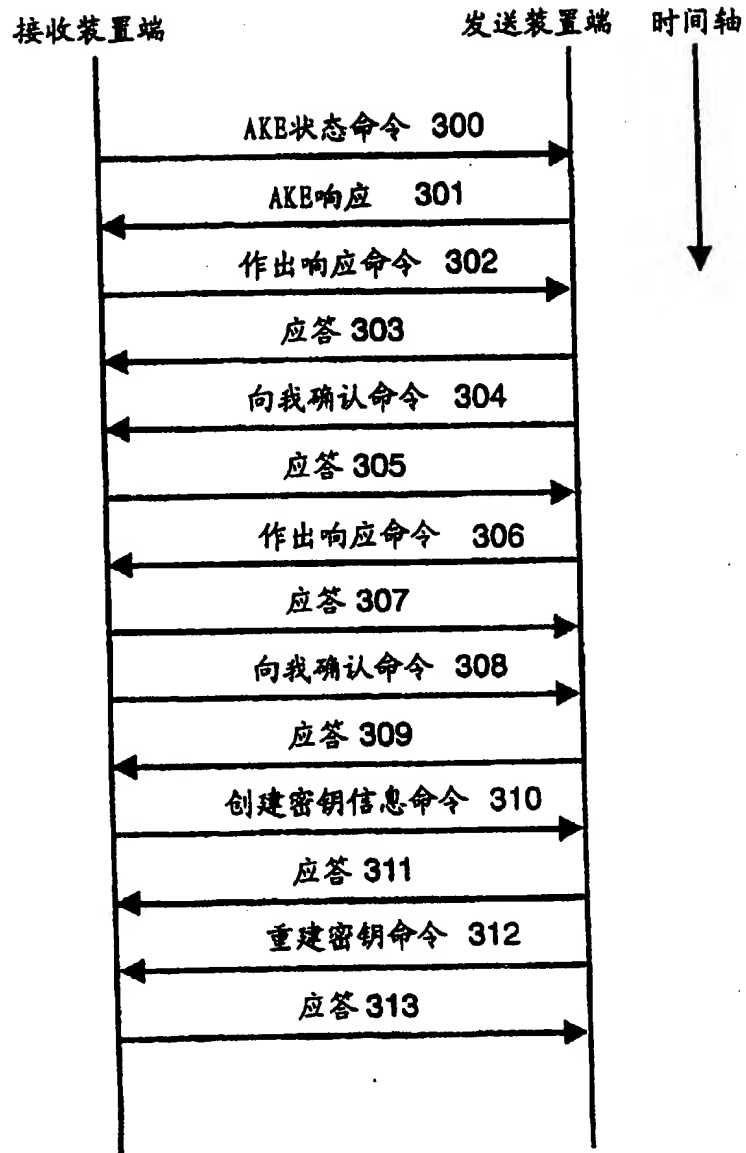 接收装置端 发送装置端 时间轴
AKE状态命令 300
AKE响应 301
作出响应命令 302
应答 303
向我确认命令 304
应答 305
作出响应命令 306
应答 307
向我确认命令 308
应答 309
创建密钥信息命令 310
应答 311
重建密钥命令 312
应答 313